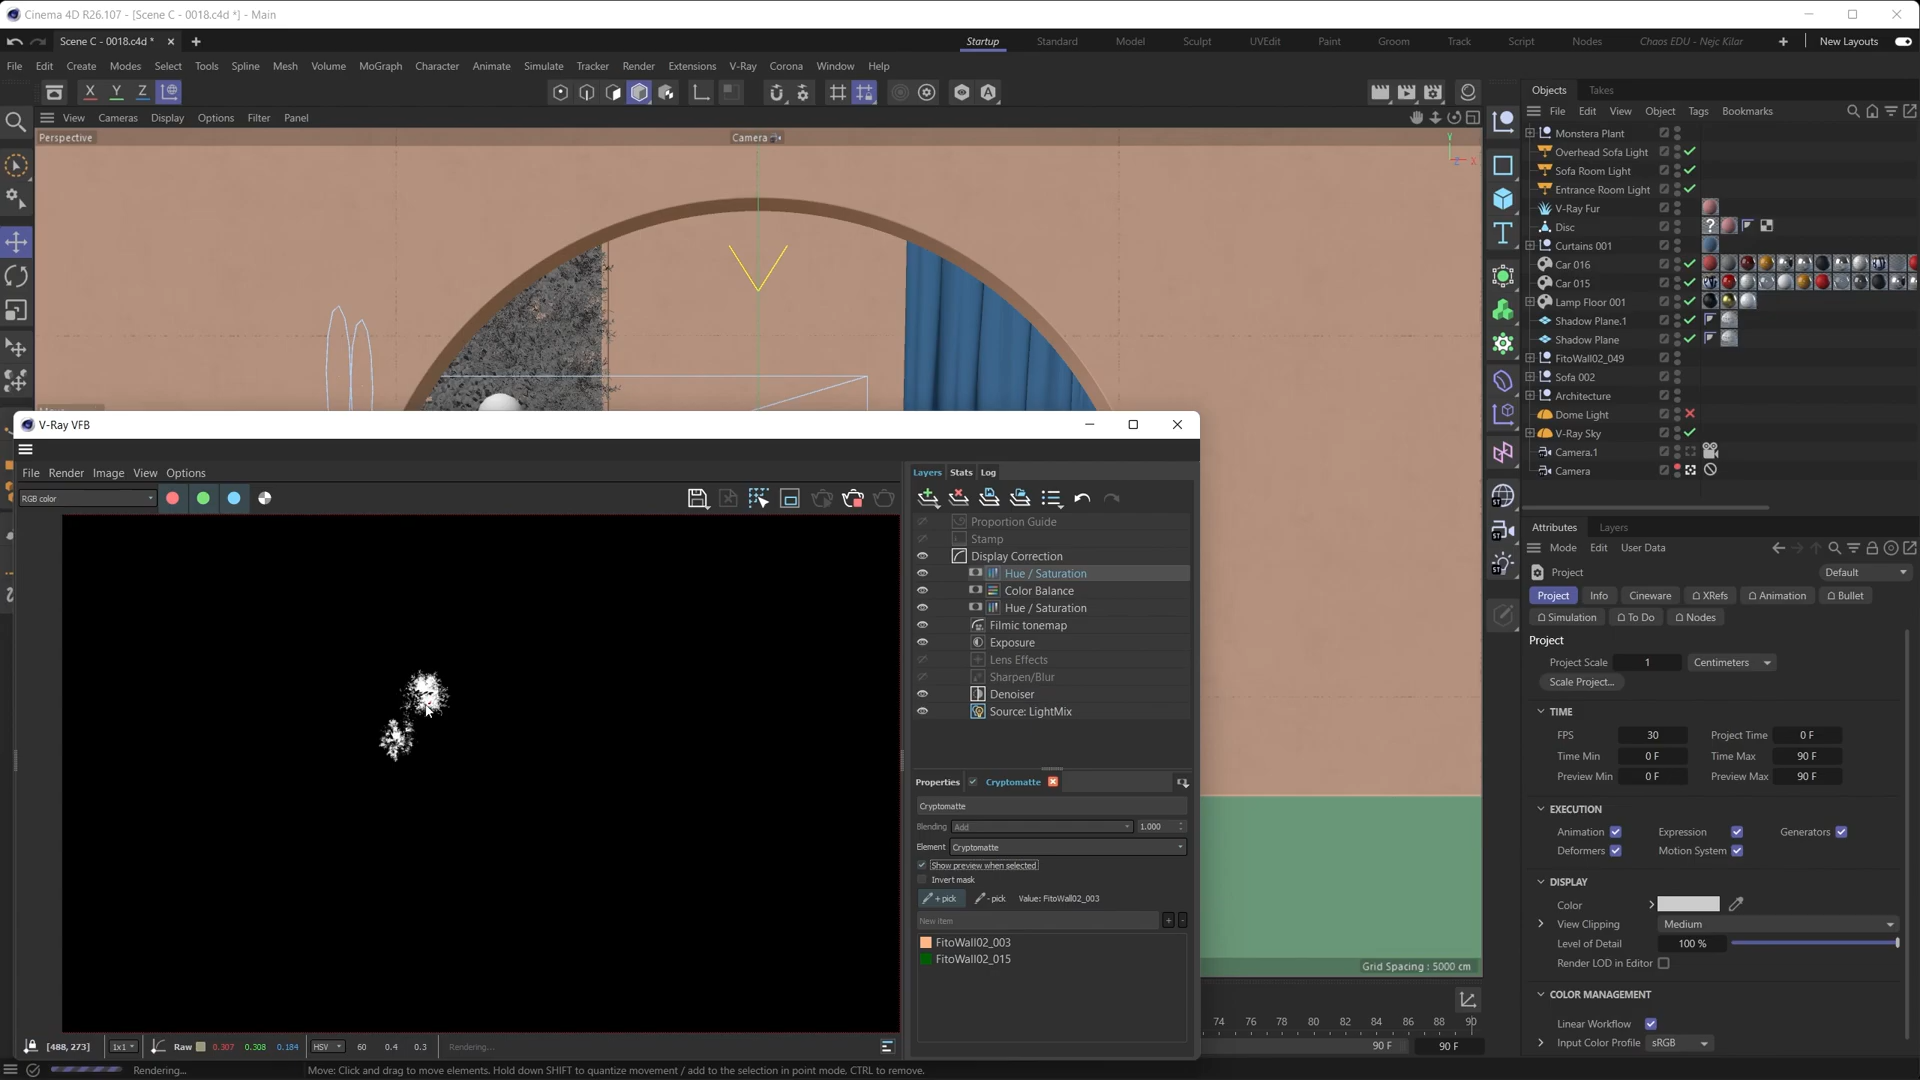 Cinema 4D R26.107 - [Scene C - 0018.c4d *] - Main
Scene C - 0018.c4d *
Startup Standard Model Sculpt UVEdit Paint Groom Track Script Nodes Chaos EDU - Nejc Kilar New Layouts
File Edit Create Modes Select Tools Spline Mesh Volume MoGraph Character Animate Simulate Tracker Render Extensions V-Ray Corona Window Help
X Y Z
View Cameras Display Options Filter Panel
Perspective
Camera
Y
X
Z
Objects Takes
File Edit View Object Tags Bookmarks
Monstera Plant
Overhead Sofa Light
Sofa Room Light
Entrance Room Light
V-Ray Fur
Disc
Curtains 001
Car 016
Car 015
Lamp Floor 001
Shadow Plane.1
Shadow Plane
FitoWall02_049
Sofa 002
Architecture
Dome Light
V-Ray Sky
Camera.1
Camera
V-Ray VFB
File Render Image View Options
RGB color
Layers Stats Log
Proportion Guide
Stamp
Display Correction
Hue / Saturation
Color Balance
Hue / Saturation
Filmic tonemap
Exposure
Lens Effects
Sharpen/Blur
Denoiser
Source: LightMix
Properties Cryptomatte
Cryptomatte
Blending Add 1.000
Element Cryptomatte
Show preview when selected
Invert mask
+ pick - pick Value: FitoWall02_003
New item + -
FitoWall02_003
FitoWall02_015
[488, 273] 1x1 Raw 0.307 0.308 0.184 HSV 60 0.4 0.3 Rendering...
Grid Spacing : 5000 cm
74 76 78 80 82 84 86 88 90
90 F 90 F
Rendering... Move: Click and drag to move elements. Hold down SHIFT to quantize movement / add to the selection in point mode, CTRL to remove.
Attributes Layers
Mode Edit User Data
Project Default
Project Info Cineware XRefs Animation Bullet
Simulation To Do Nodes
Project
Project Scale 1 Centimeters
Scale Project...
TIME
FPS 30 Project Time 0 F
Time Min 0 F Time Max 90 F
Preview Min 0 F Preview Max 90 F
EXECUTION
Animation Expression Generators
Deformers Motion System
DISPLAY
Color
View Clipping Medium
Level of Detail 100 %
Render LOD in Editor
COLOR MANAGEMENT
Linear Workflow
Input Color Profile sRGB